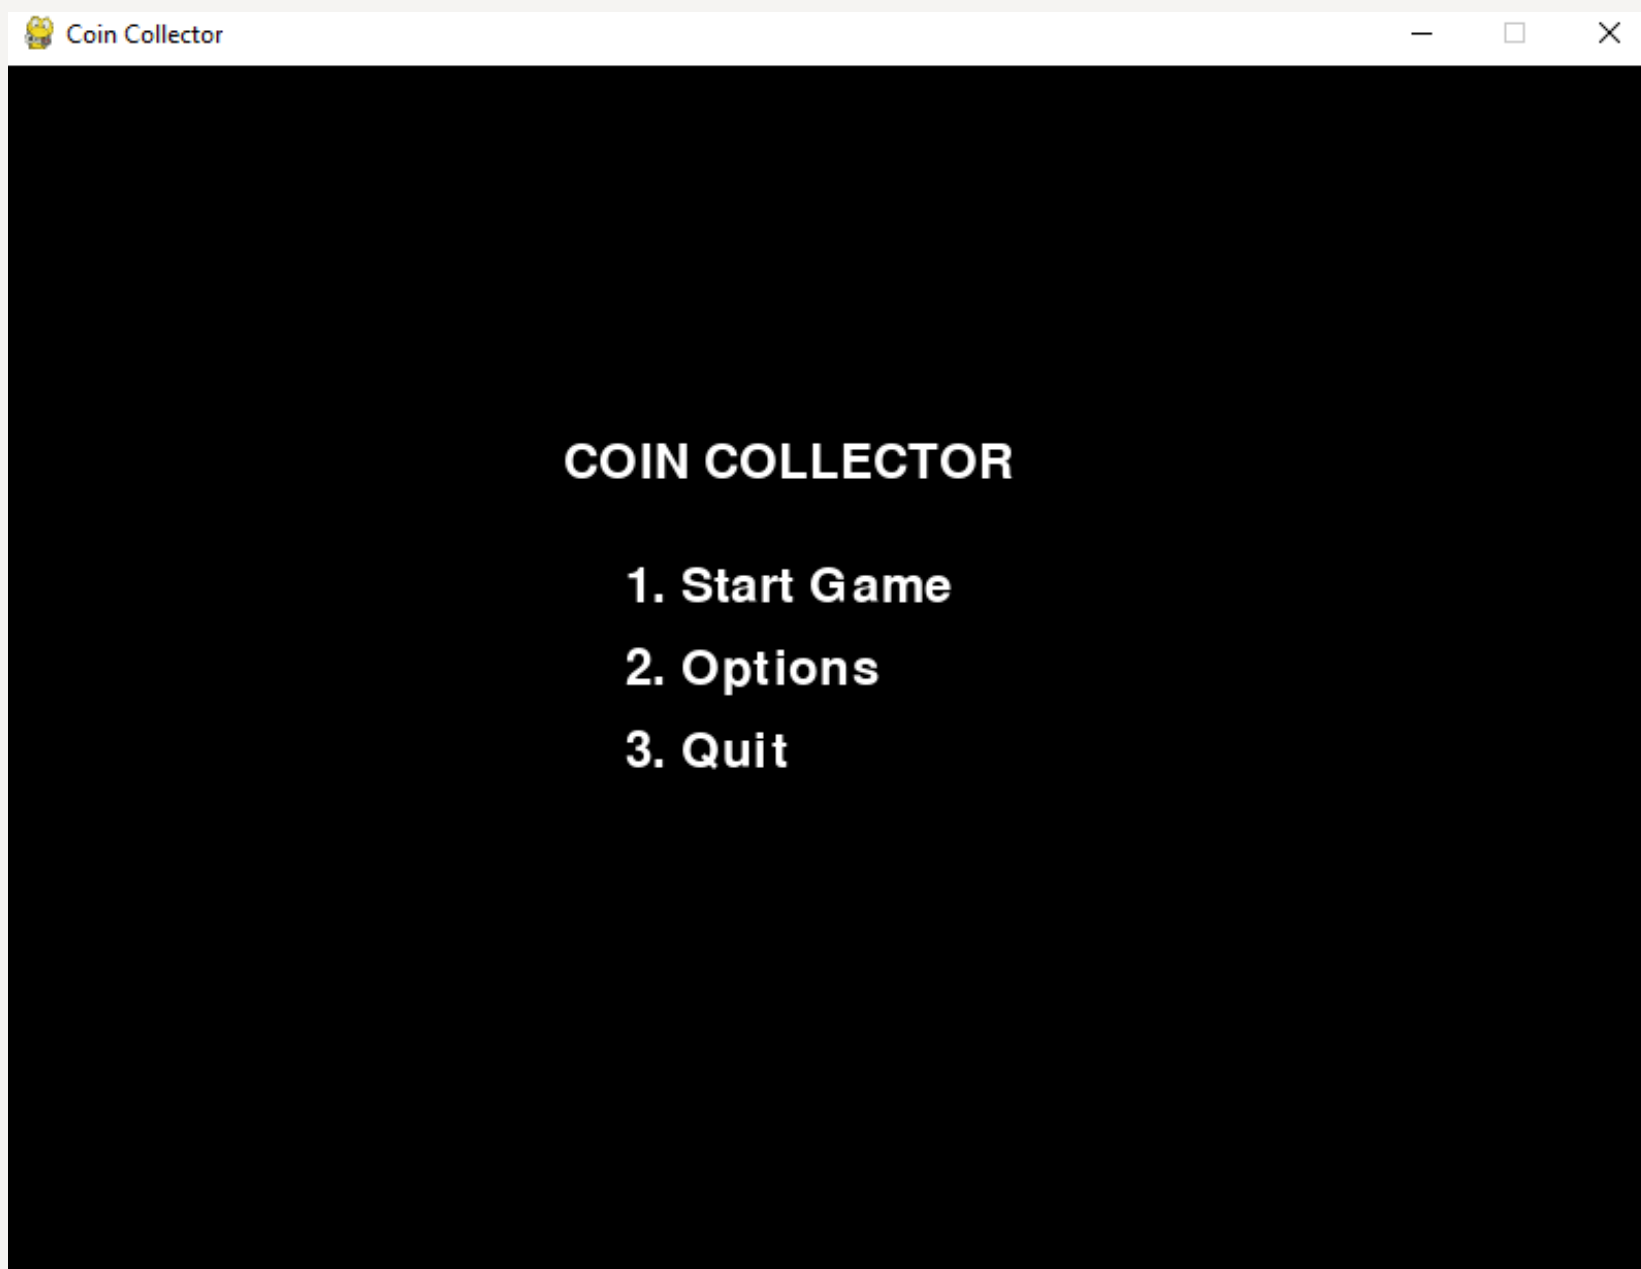 Coin Collector
COIN COLLECTOR
1. Start Game
2. Options
3. Quit